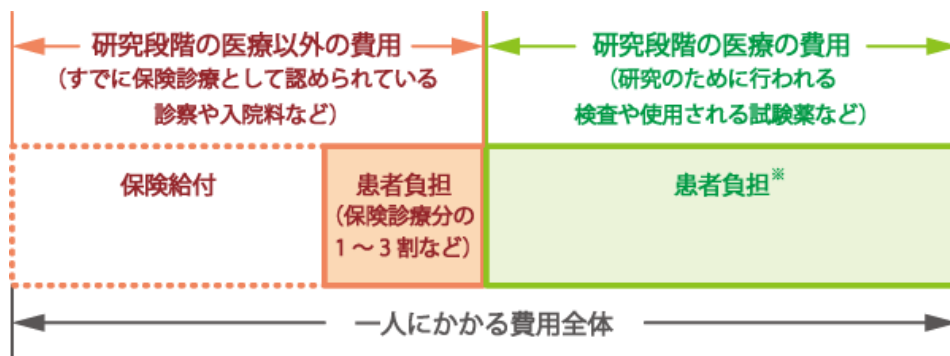 研究段階の医療以外の費用
(すでに保険診療として認められている
診察や入院料など)
研究段階の医療の費用
(研究のために行われる
検査や使用される試験薬など)
保険給付
患者負担
(保険診療分の
1～3割など)
患者負担※
一人にかかる費用全体